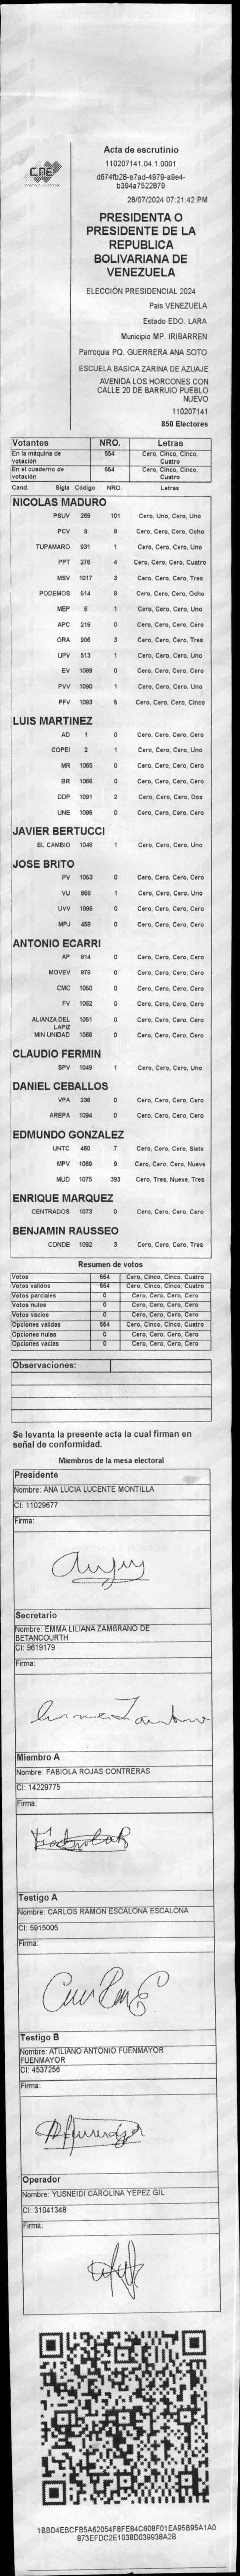 CNE
Acta de escrutinio
110207141.04.1.0001
d674fb28-e7ad-4979-a9e4-
b394a7522879
28/07/2024 07:21:42 PM
PRESIDENTA O
PRESIDENTE DE LA
REPUBLICA
BOLIVARIANA DE
VENEZUELA
ELECCIÓN PRESIDENCIAL 2024
País VENEZUELA
Estado EDO. LARA
Municipio MP. IRIBARREN
Parroquia PQ. GUERRERA ANA SOTO
ESCUELA BASICA ZARINA DE AZUAJE
AVENIDA LOS HORCONES CON
CALLE 20 DE BARRUIO PUEBLO
NUEVO
110207141
850 Electores
Votantes NRO. Letras
En la máquina de votación 554 Cero, Cinco, Cinco, Cuatro
En el cuaderno de votación 554 Cero, Cinco, Cinco, Cuatro
Cand. Sigla Código NRO. Letras
NICOLAS MADURO
PSUV 269 101 Cero, Uno, Cero, Uno
PCV 9 8 Cero, Cero, Cero, Ocho
TUPAMARO 931 1 Cero, Cero, Cero, Uno
PPT 276 4 Cero, Cero, Cero, Cuatro
MSV 1017 3 Cero, Cero, Cero, Tres
PODEMOS 514 8 Cero, Cero, Cero, Ocho
MEP 6 1 Cero, Cero, Cero, Uno
APC 219 0 Cero, Cero, Cero, Cero
ORA 906 3 Cero, Cero, Cero, Tres
UPV 513 1 Cero, Cero, Cero, Uno
EV 1089 0 Cero, Cero, Cero, Cero
PVV 1090 1 Cero, Cero, Cero, Uno
PFV 1093 5 Cero, Cero, Cero, Cinco
LUIS MARTINEZ
AD 1 0 Cero, Cero, Cero, Cero
COPEI 2 1 Cero, Cero, Cero, Uno
MR 1065 0 Cero, Cero, Cero, Cero
BR 1066 0 Cero, Cero, Cero, Cero
DDP 1091 2 Cero, Cero, Cero, Dos
UNE 1095 0 Cero, Cero, Cero, Cero
JAVIER BERTUCCI
EL CAMBIO 1048 1 Cero, Cero, Cero, Uno
JOSE BRITO
PV 1053 0 Cero, Cero, Cero, Cero
VU 868 1 Cero, Cero, Cero, Uno
UVV 1096 0 Cero, Cero, Cero, Cero
MPJ 458 0 Cero, Cero, Cero, Cero
ANTONIO ECARRI
AP 814 0 Cero, Cero, Cero, Cero
MOVEV 878 0 Cero, Cero, Cero, Cero
CMC 1050 0 Cero, Cero, Cero, Cero
FV 1062 0 Cero, Cero, Cero, Cero
ALIANZA DEL LAPIZ 1051 0 Cero, Cero, Cero, Cero
MIN UNIDAD 1058 0 Cero, Cero, Cero, Cero
CLAUDIO FERMIN
SPV 1049 1 Cero, Cero, Cero, Uno
DANIEL CEBALLOS
VPA 236 0 Cero, Cero, Cero, Cero
AREPA 1094 0 Cero, Cero, Cero, Cero
EDMUNDO GONZALEZ
UNTC 460 7 Cero, Cero, Cero, Siete
MPV 1069 9 Cero, Cero, Cero, Nueve
MUD 1075 393 Cero, Tres, Nueve, Tres
ENRIQUE MARQUEZ
CENTRADOS 1073 0 Cero, Cero, Cero, Cero
BENJAMIN RAUSSEO
CONDE 1092 3 Cero, Cero, Cero, Tres
Resumen de votos
Votos 554 Cero, Cinco, Cinco, Cuatro
Votos validos 554 Cero, Cinco, Cinco, Cuatro
Votos parciales 0 Cero, Cero, Cero, Cero
Votos nulos 0 Cero, Cero, Cero, Cero
Votos vacíos 0 Cero, Cero, Cero, Cero
Opciones validas 554 Cero, Cinco, Cinco, Cuatro
Opciones nulas 0 Cero, Cero, Cero, Cero
Opciones vacías 0 Cero, Cero, Cero, Cero
Observaciones:
Se levanta la presente acta la cual firman en
señal de conformidad.
Miembros de la mesa electoral
Presidente
Nombre: ANA LUCIA LUCENTE MONTILLA
CI: 11029677
Firma:
Secretario
Nombre: EMMA LILIANA ZAMBRANO DE
BETANCOURTH
CI: 9619179
Firma:
Miembro A
Nombre: FABIOLA ROJAS CONTRERAS
CI: 14229775
Firma:
Testigo A
Nombre: CARLOS RAMON ESCALONA ESCALONA
CI: 5915005
Firma:
Testigo B
Nombre: ATILIANO ANTONIO FUENMAYOR
FUENMAYOR
CI: 4537256
Firma:
Operador
Nombre: YUSNEIDI CAROLINA YEPEZ GIL
CI: 31041348
Firma:
1BBD4EBCFB5A62054F8FE84C608F01EA95B95A1A0
873EFDC2E1038D039938A2B